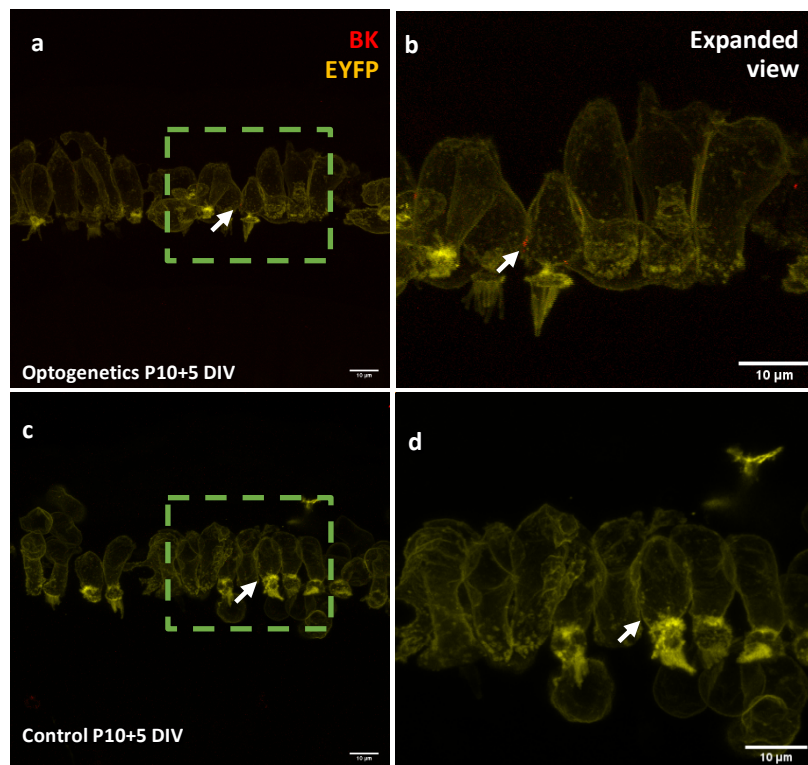 a
BK
EYFP
Optogenetics P10+5 DIV
10 µm
b
Expanded
view
10 µm
c
Control P10+5 DIV
10 µm
d
10 µm